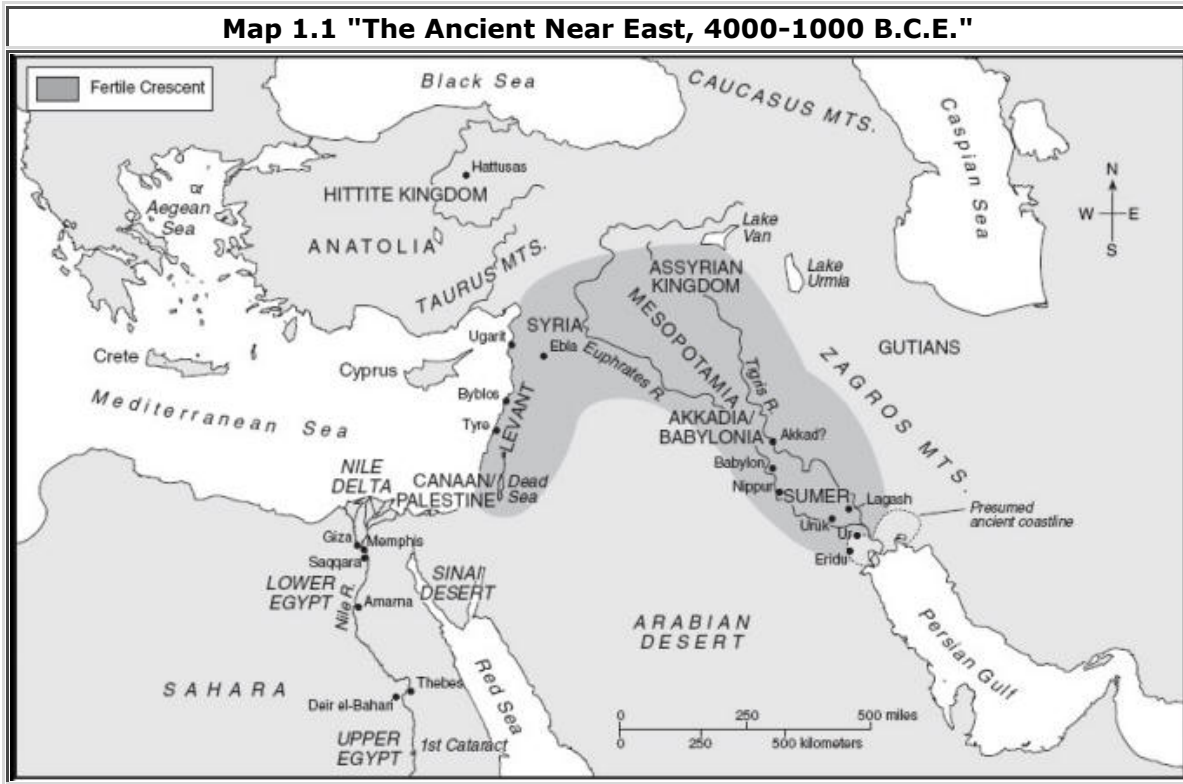 Map 1.1 "The Ancient Near East, 4000-1000 B.C.E."
Fertile Crescent
Black Sea
CAUCASUS MTS.
Caspian Sea
Hattusas
HITTITE KINGDOM
Aegean
Sea
ANATOLIA
TAURUS MTS.
Lake
Van
Lake
Urmia
N
W
E
S
ASSYRIAN
KINGDOM
MESOPOTAMIA
SYRIA
Ugarit
Ebla
Euphrates R.
Tigris R.
ZAGROS MTS.
GUTIANS
Crete
Cyprus
Mediterranean Sea
Byblos
Tyre
LEVANT
AKKADIA/
BABYLONIA
Akkad?
Babylon
Nippur
SUMER
Lagash
Uruk
Ur
Eridu
Presumed
ancient coastline
NILE
DELTA
CANAAN/
PALESTINE
Dead
Sea
Giza
Memphis
Saqqara
LOWER
EGYPT
Nile R.
Amarna
SINAI
DESERT
ARABIAN
DESERT
Persian Gulf
Red Sea
SAHARA
Thebes
Deir el-Bahari
UPPER
EGYPT
1st Cataract
0 250 500 miles
0 250 500 kilometers